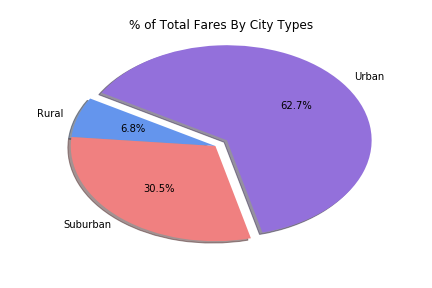 % of Total Fares By City Types
Urban
62.7%
Rural
6.8%
30.5%
Suburban